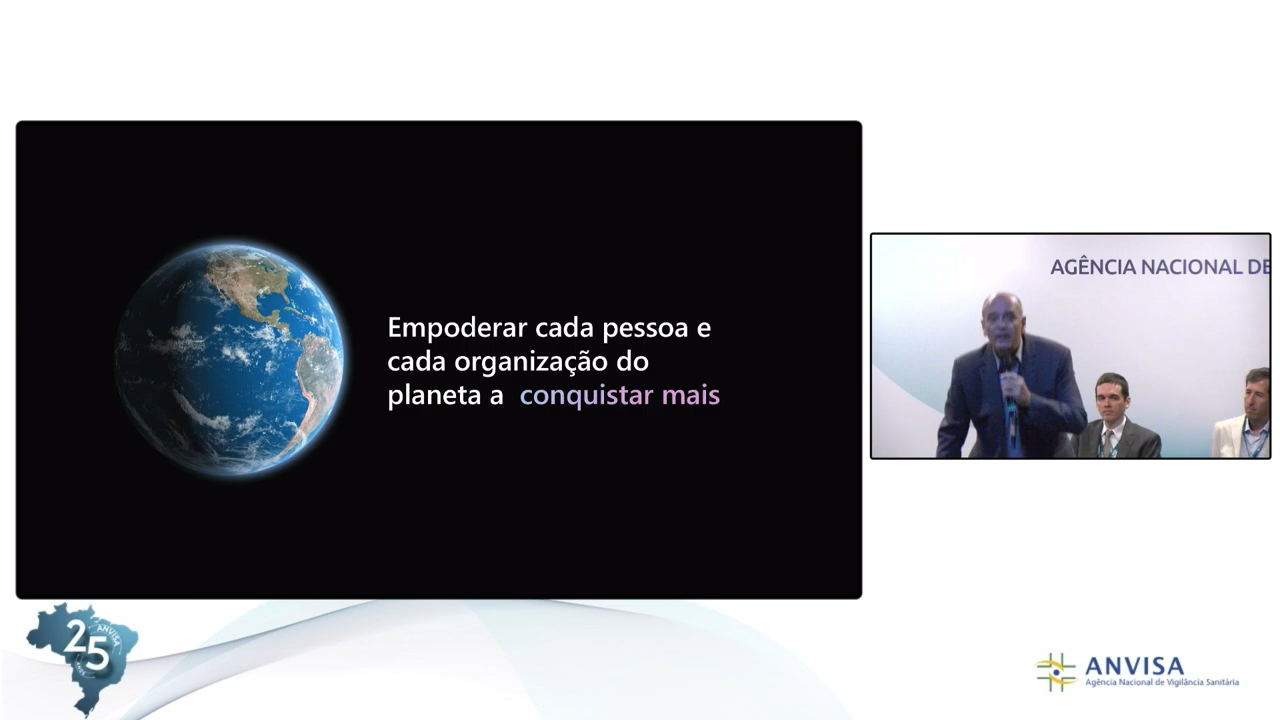 Empoderar cada pessoa e
cada organização do
planeta a conquistar mais
AGÊNCIA NACIONAL DE
25
ANVISA
ANVISA
Agência Nacional de Vigilância Sanitária